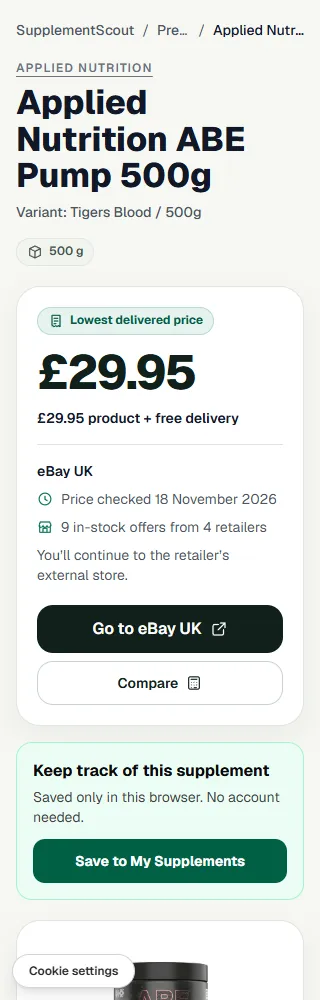 SupplementScout / Pre... / Applied Nutr...
APPLIED NUTRITION
Applied
Nutrition ABE
Pump 500g
Variant: Tigers Blood / 500g
500 g
Lowest delivered price
£29.95
£29.95 product + free delivery
eBay UK
Price checked 18 November 2026
9 in-stock offers from 4 retailers
You'll continue to the retailer's
external store.
Go to eBay UK
Compare
Keep track of this supplement
Saved only in this browser. No account
needed.
Save to My Supplements
Cookie settings
ABE